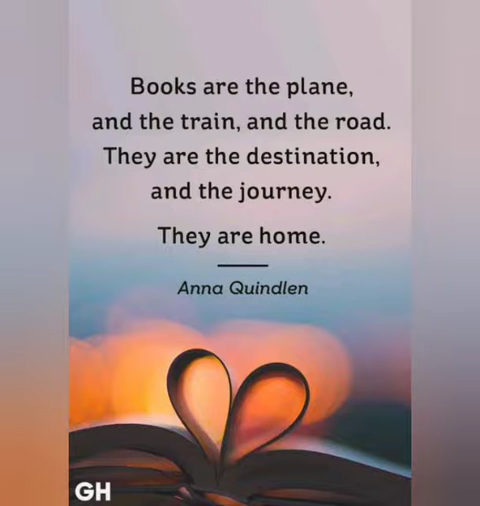 Books are the plane,
and the train, and the road.
They are the destination,
and the journey.
They are home.
Anna Quindlen
GH